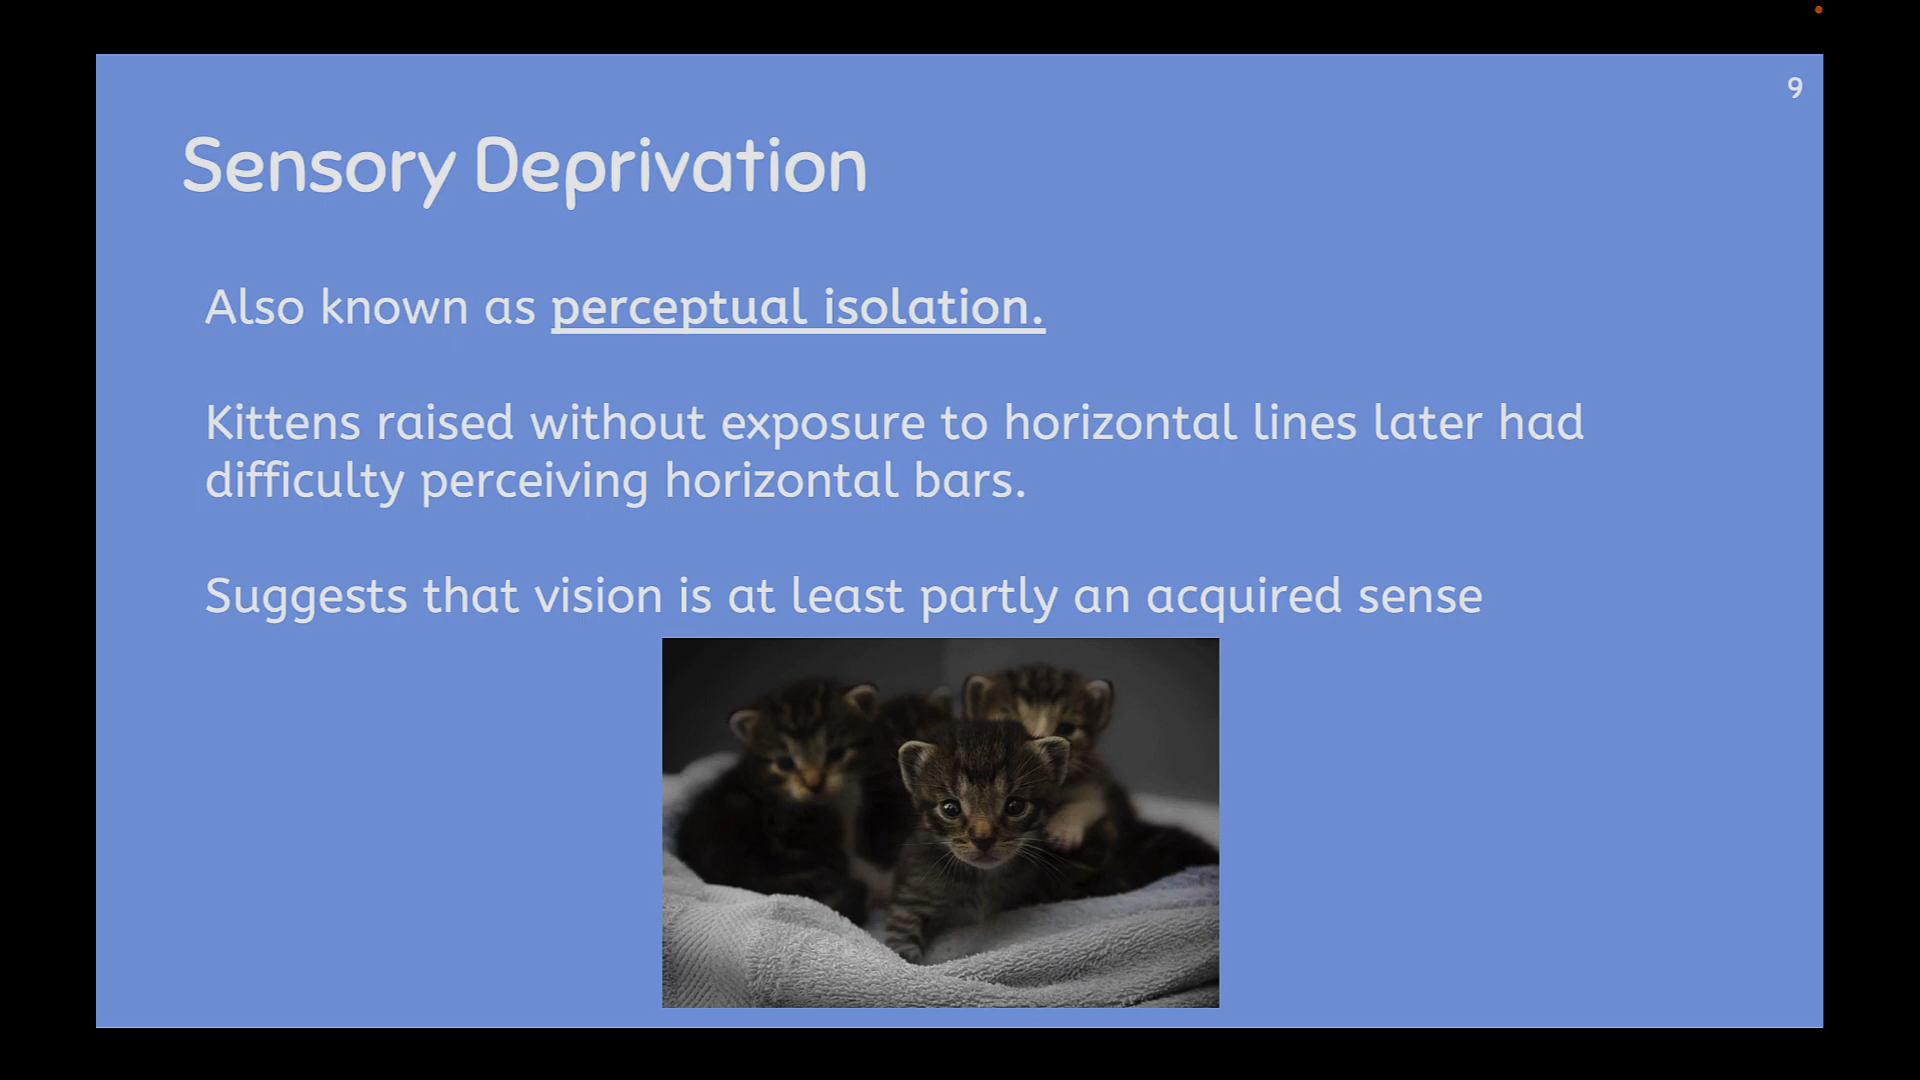 9
Sensory Deprivation
Also known as perceptual isolation.
Kittens raised without exposure to horizontal lines later had
difficulty perceiving horizontal bars.
Suggests that vision is at least partly an acquired sense